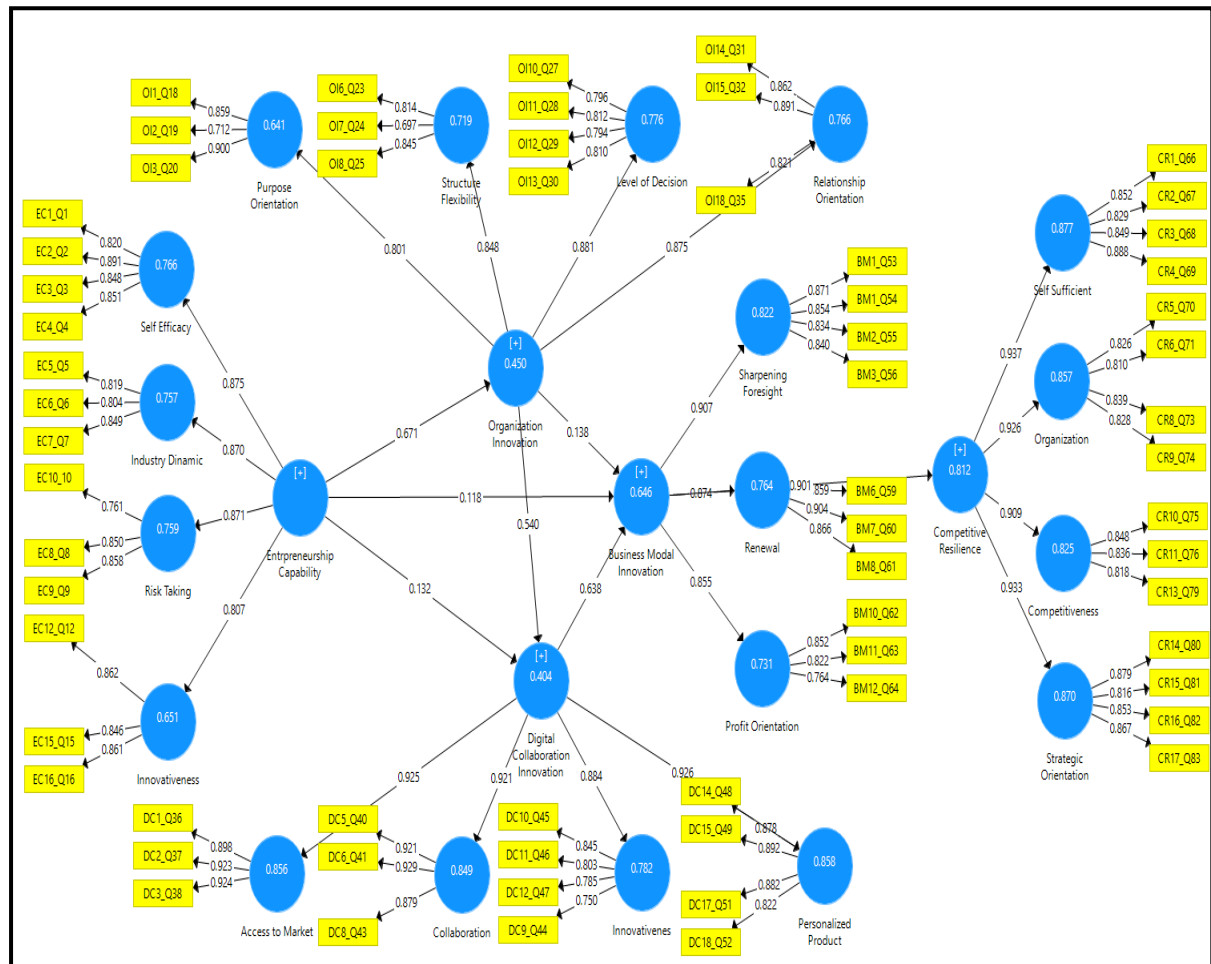 OI1_Q18
OI2_Q19
OI3_Q20
0.859
0.712
0.900
0.641
Purpose
Orientation
OI6_Q23
OI7_Q24
OI8_Q25
0.814
0.697
0.845
0.719
Structure
Flexibility
OI10_Q27
OI11_Q28
OI12_Q29
OI13_Q30
0.796
0.812
0.794
0.810
0.776
Level of Decision
OI14_Q31
OI15_Q32
OI18_Q35
0.862
0.891
0.821
0.766
Relationship
Orientation
EC1_Q1
EC2_Q2
EC3_Q3
EC4_Q4
0.820
0.891
0.848
0.851
0.766
Self Efficacy
EC5_Q5
EC6_Q6
EC7_Q7
0.819
0.804
0.849
0.757
Industry Dinamic
EC10_10
EC8_Q8
EC9_Q9
0.761
0.850
0.858
0.759
Risk Taking
EC12_Q12
EC15_Q15
EC16_Q16
0.862
0.846
0.861
0.651
Innovativeness
0.875
0.870
0.871
0.807
[+]
Entrpreneurship
Capability
0.801
0.848
0.881
0.875
[+]
0.450
Organization
Innovation
0.671
0.118
0.132
0.138
0.540
0.638
[+]
0.646
Business Modal
Innovation
0.907
0.874
0.855
0.901
BM1_Q53
BM1_Q54
BM2_Q55
BM3_Q56
0.871
0.854
0.834
0.840
0.822
Sharpening
Foresight
BM6_Q59
BM7_Q60
BM8_Q61
0.859
0.904
0.866
0.764
Renewal
BM10_Q62
BM11_Q63
BM12_Q64
0.852
0.822
0.764
0.731
Profit Orientation
[+]
0.812
Competitive
Resilience
0.937
0.926
0.909
0.933
CR1_Q66
CR2_Q67
CR3_Q68
CR4_Q69
0.852
0.829
0.849
0.888
0.877
Self Sufficient
CR5_Q70
CR6_Q71
CR8_Q73
CR9_Q74
0.826
0.810
0.839
0.828
0.857
Organization
CR10_Q75
CR11_Q76
CR13_Q79
0.848
0.836
0.818
0.825
Competitiveness
CR14_Q80
CR15_Q81
CR16_Q82
CR17_Q83
0.879
0.816
0.853
0.867
0.870
Strategic
Orientation
[+]
0.404
Digital
Collaboration
Innovation
0.925
0.921
0.884
0.926
DC1_Q36
DC2_Q37
DC3_Q38
0.898
0.923
0.924
0.856
Access to Market
DC5_Q40
DC6_Q41
DC8_Q43
0.921
0.929
0.879
0.849
Collaboration
DC10_Q45
DC11_Q46
DC12_Q47
DC9_Q44
0.845
0.803
0.785
0.750
0.782
Innovativenes
DC14_Q48
DC15_Q49
DC17_Q51
DC18_Q52
0.878
0.892
0.882
0.822
0.858
Personalized
Product